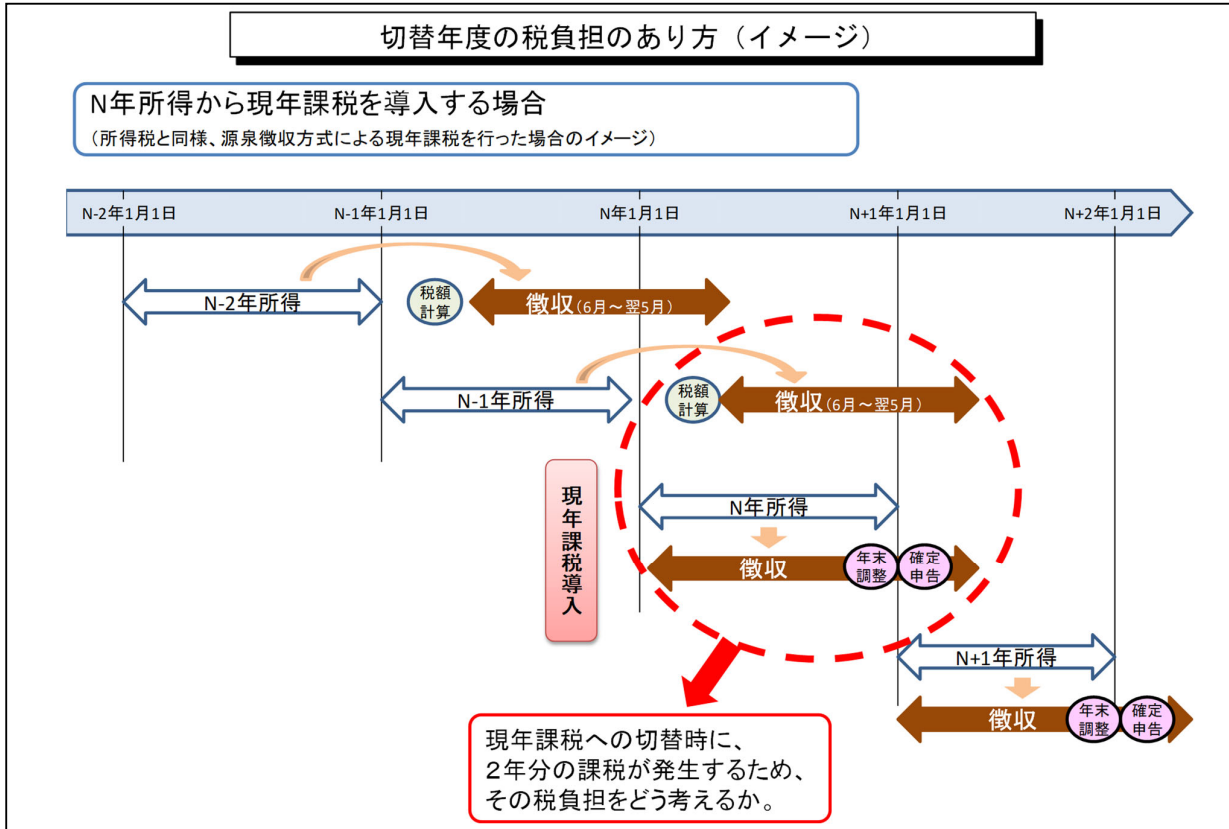 切替年度の税負担のあり方（イメージ）
N年所得から現年課税を導入する場合
（所得税と同様、源泉徴収方式による現年課税を行った場合のイメージ）
N-2年1月1日
N-1年1月1日
N年1月1日
N+1年1月1日
N+2年1月1日
N-2年所得
税額
計算
徴収（6月～翌5月）
N-1年所得
税額
計算
徴収（6月～翌5月）
現年課税導入
N年所得
徴収
年末
調整
確定
申告
N+1年所得
徴収
年末
調整
確定
申告
現年課税への切替時に、
２年分の課税が発生するため、
その税負担をどう考えるか。